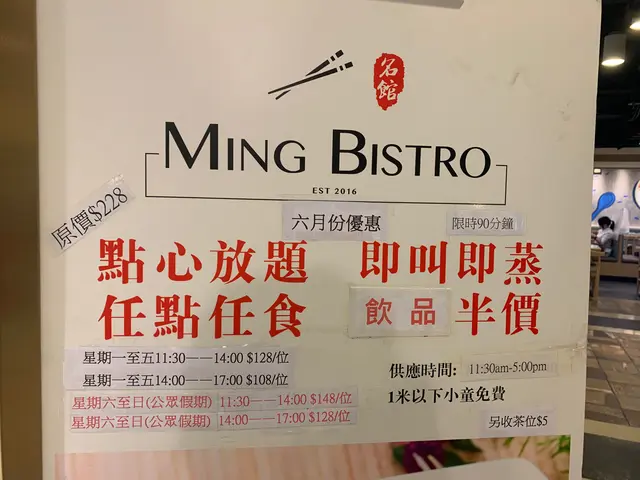 名館
MING BISTRO
EST 2016
原價$228
六月份優惠
限時90分鐘
點心放題 即叫即蒸
任點任食 飲品半價
星期一至五11:30——14:00 $128/位
星期一至五14:00——17:00 $108/位
星期六至日(公眾假期) 11:30——14:00 $148/位
星期六至日(公眾假期) 14:00——17:00 $128/位
供應時間: 11:30am-5:00pm
1米以下小童免費
另收茶位$5